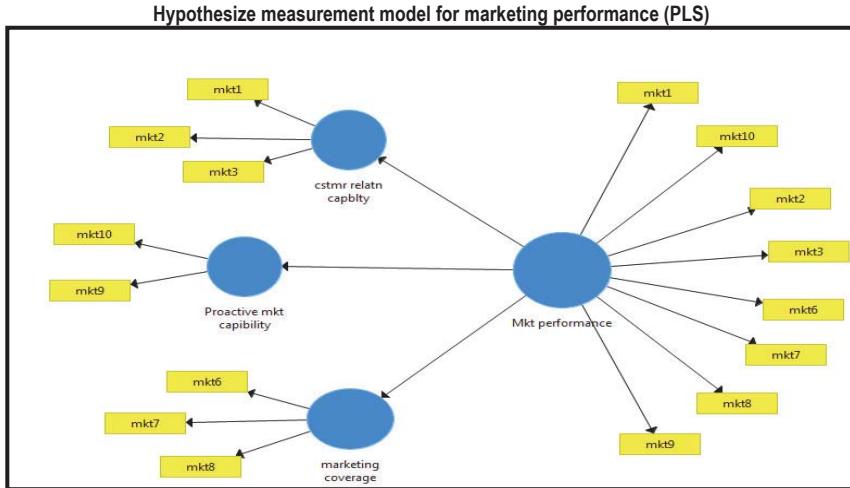 Hypothesize measurement model for marketing performance (PLS)
mkt1
mkt2
mkt3
cstmr relatn
capblty
mkt10
mkt9
Proactive mkt
capibility
mkt6
mkt7
mkt8
marketing
coverage
Mkt performance
mkt1
mkt10
mkt2
mkt3
mkt6
mkt7
mkt8
mkt9